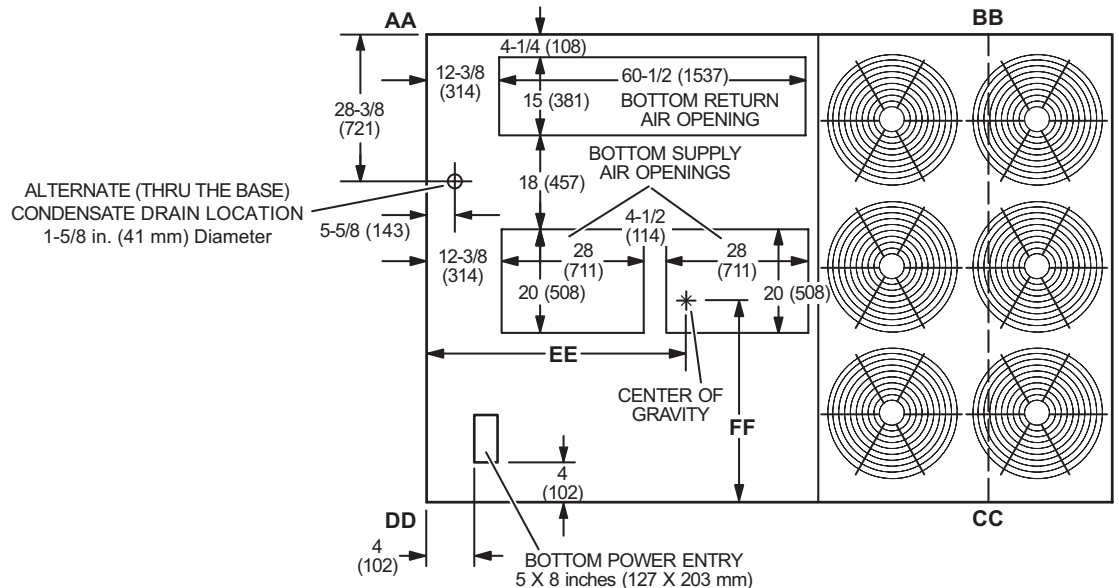 AA
BB
4-1/4 (108)
12-3/8
(314)
60-1/2 (1537)
28-3/8
(721)
15 (381)
BOTTOM RETURN
AIR OPENING
BOTTOM SUPPLY
AIR OPENINGS
18 (457)
ALTERNATE (THRU THE BASE)
CONDENSATE DRAIN LOCATION
1-5/8 in. (41 mm) Diameter
5-5/8 (143)
4-1/2
(114)
12-3/8
(314)
28
(711)
28
(711)
20 (508)
20 (508)
EE
CENTER OF
GRAVITY
FF
4
(102)
DD
CC
4
(102)
BOTTOM POWER ENTRY
5 X 8 inches (127 X 203 mm)